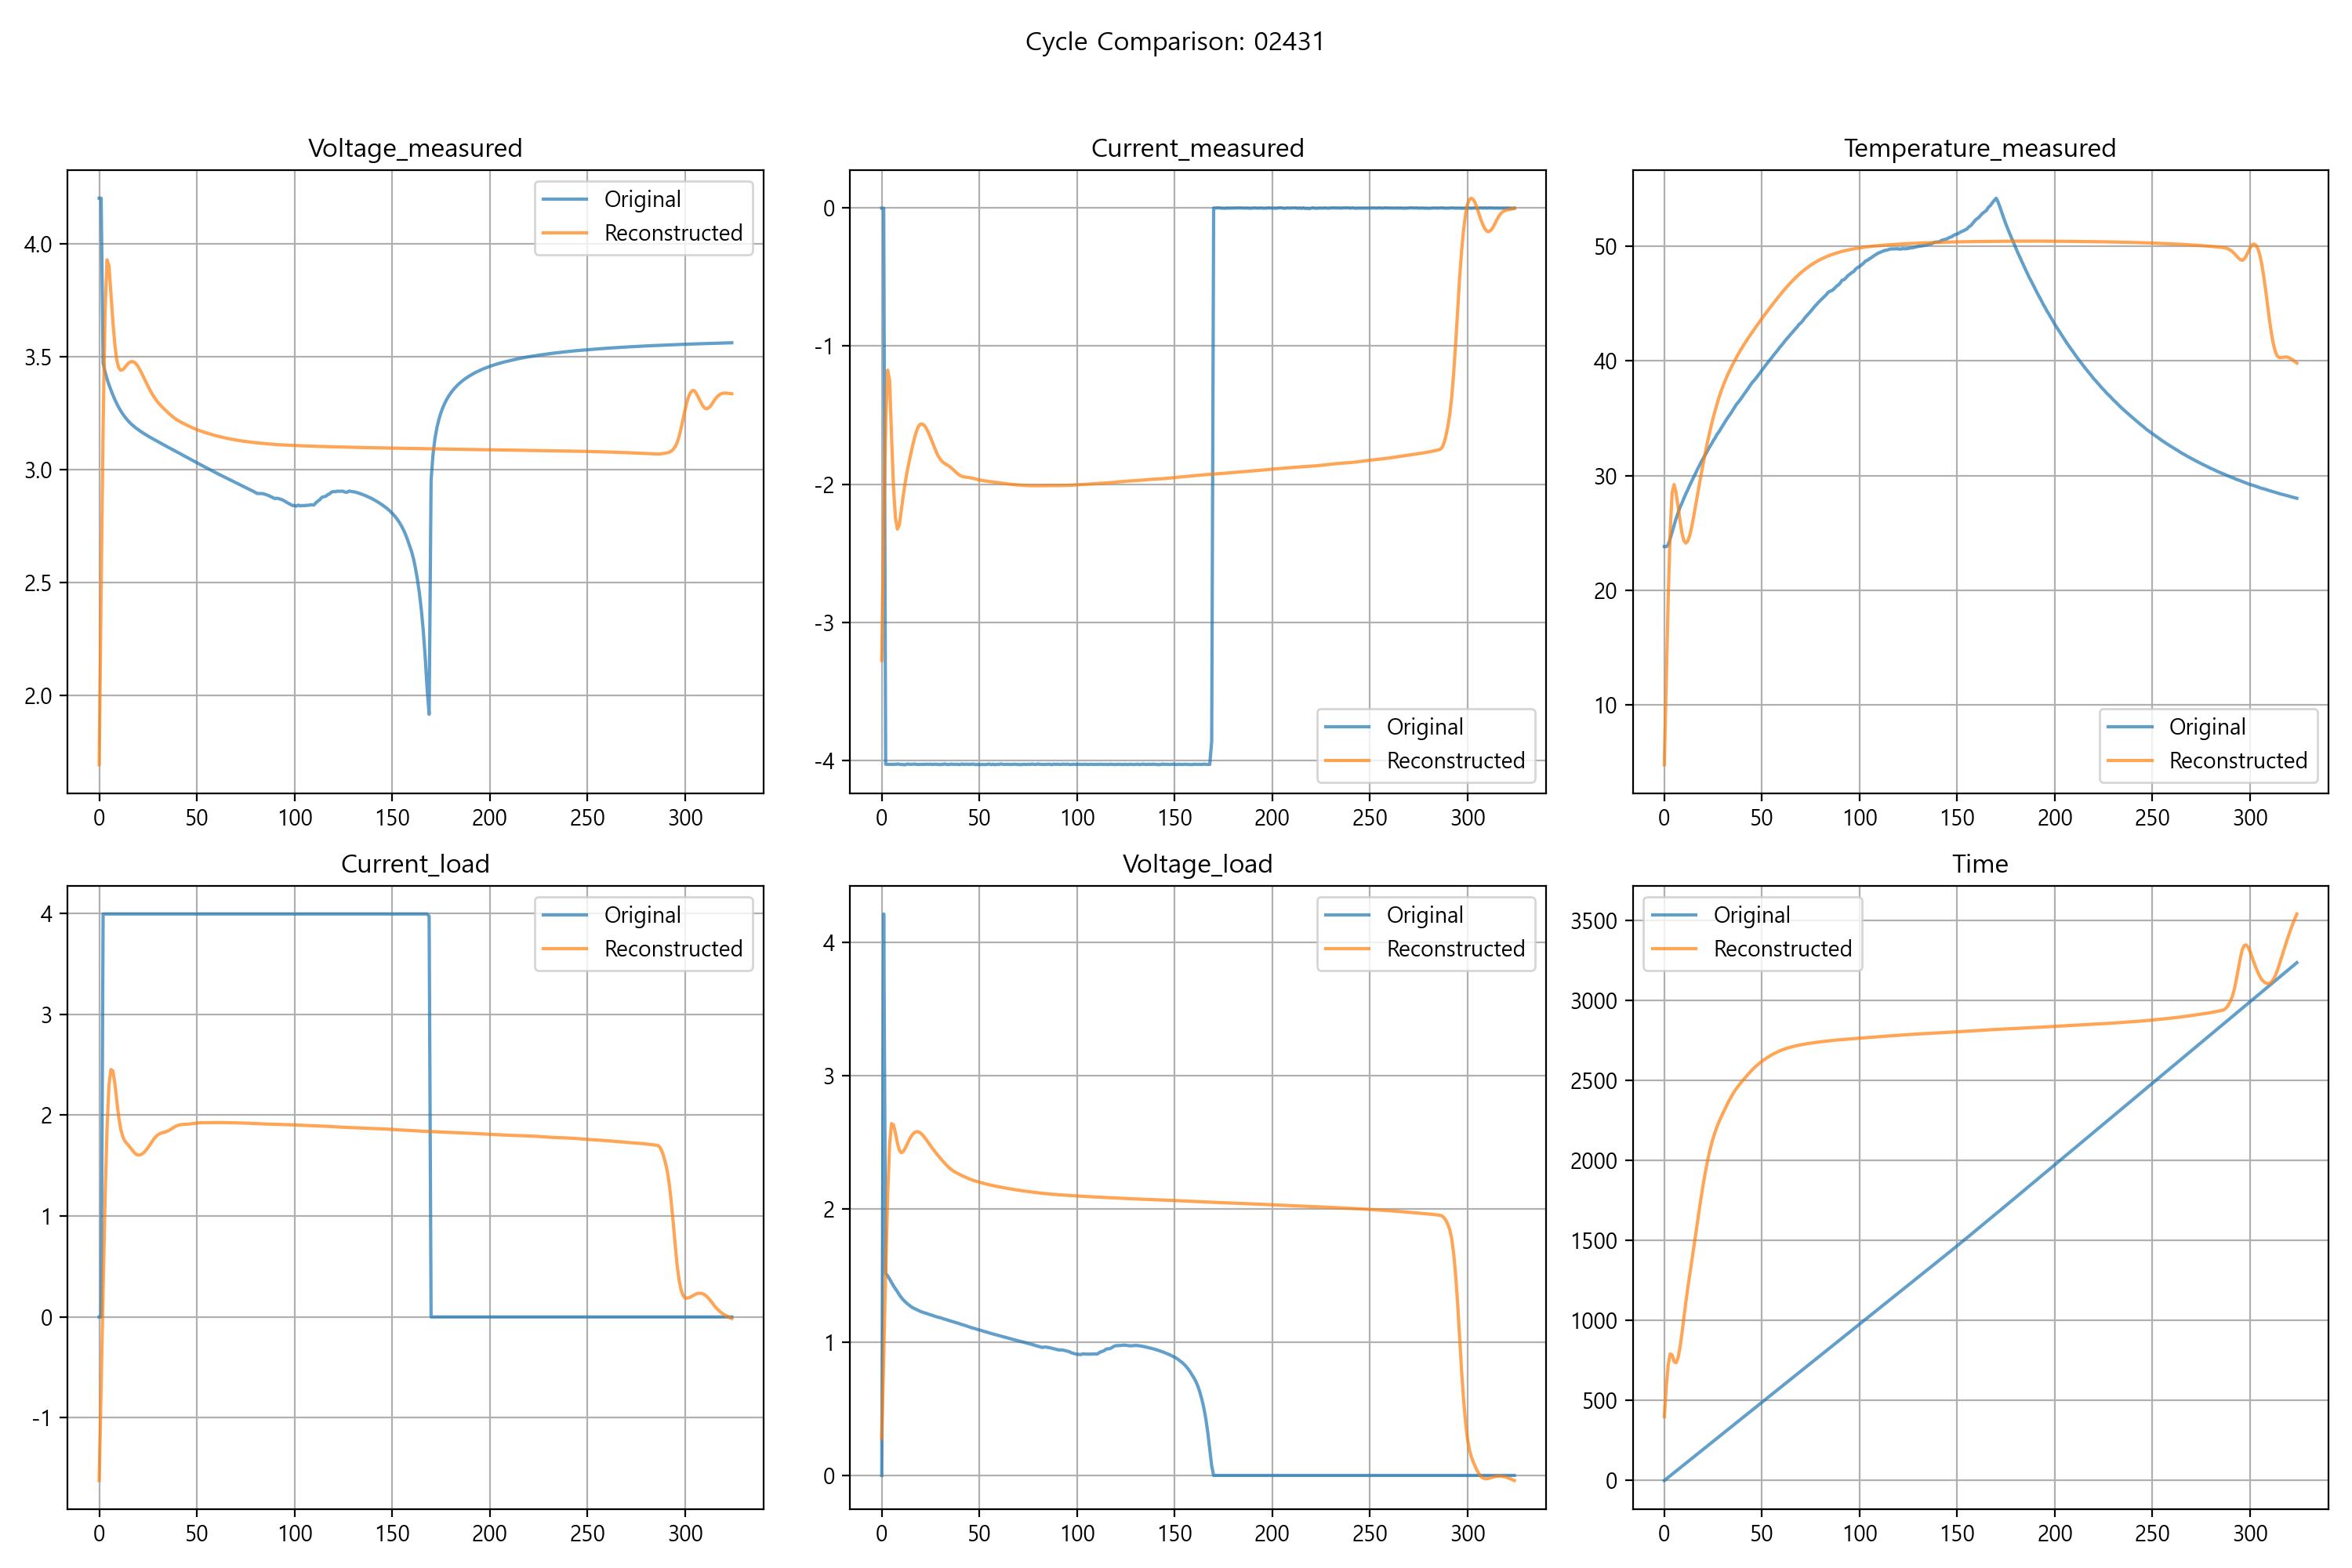 Cycle Comparison: 02431
Voltage_measured
Original
Reconstructed
4.0
3.5
3.0
2.5
2.0
0 50 100 150 200 250 300
Current_measured
0
-1
-2
-3
-4
Original
Reconstructed
0 50 100 150 200 250 300
Temperature_measured
50
40
30
20
10
Original
Reconstructed
0 50 100 150 200 250 300
Current_load
Original
Reconstructed
4
3
2
1
0
-1
0 50 100 150 200 250 300
Voltage_load
Original
Reconstructed
4
3
2
1
0
0 50 100 150 200 250 300
Time
Original
Reconstructed
3500
3000
2500
2000
1500
1000
500
0
0 50 100 150 200 250 300